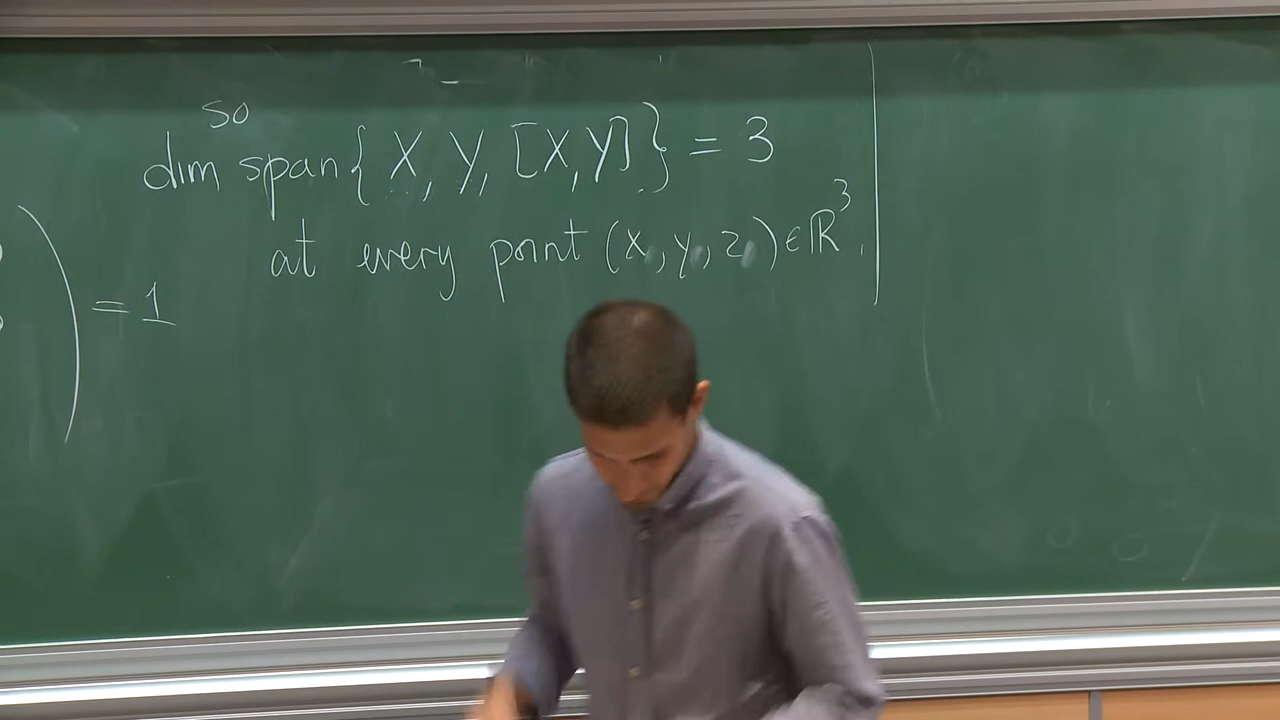 so
dim span{ X, Y, [X,Y] } = 3
at every point (x, y, z) ∈ ℝ³.
) = 1